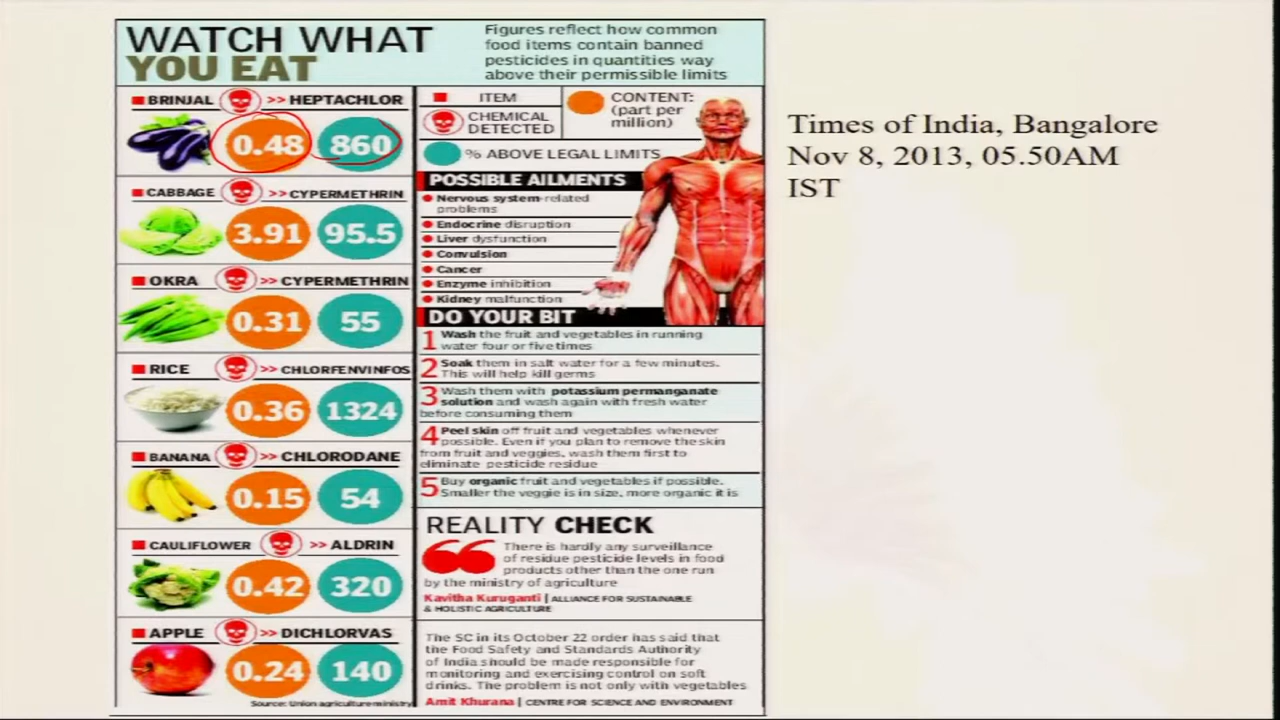 WATCH WHAT
YOU EAT
Figures reflect how common
food items contain banned
pesticides in quantities way
above their permissible limits
BRINJAL >> HEPTACHLOR
0.48 860
CABBAGE >> CYPERMETHRIN
3.91 95.5
OKRA >> CYPERMETHRIN
0.31 55
RICE >> CHLORFENVINFOS
0.36 1324
BANANA >> CHLORODANE
0.15 54
CAULIFLOWER >> ALDRIN
0.42 320
APPLE >> DICHLORVAS
0.24 140
Source: Union agriculture ministry
ITEM
CHEMICAL
DETECTED
CONTENT:
(part per
million)
% ABOVE LEGAL LIMITS
POSSIBLE AILMENTS
Nervous system-related
problems
Endocrine disruption
Liver dysfunction
Convulsion
Cancer
Enzyme inhibition
Kidney malfunction
DO YOUR BIT
1 Wash the fruit and vegetables in running
water four or five times
2 Soak them in salt water for a few minutes.
This will help kill germs
3 Wash them with potassium permanganate
solution and wash again with fresh water
before consuming them
4 Peel skin off fruit and vegetables whenever
possible. Even if you plan to remove the skin
from fruit and veggies, wash them first to
eliminate pesticide residue
5 Buy organic fruit and vegetables if possible.
Smaller the veggie is in size, more organic it is
REALITY CHECK
There is hardly any surveillance
of residue pesticide levels in food
products other than the one run
by the ministry of agriculture
Kavitha Kuruganti | ALLIANCE FOR SUSTAINABLE
& HOLISTIC AGRICULTURE
The SC in its October 22 order has said that
the Food Safety and Standards Authority
of India should be made responsible for
monitoring and exercising control on soft
drinks. The problem is not only with vegetables
Amit Khurana | CENTRE FOR SCIENCE AND ENVIRONMENT
Times of India, Bangalore
Nov 8, 2013, 05.50AM
IST